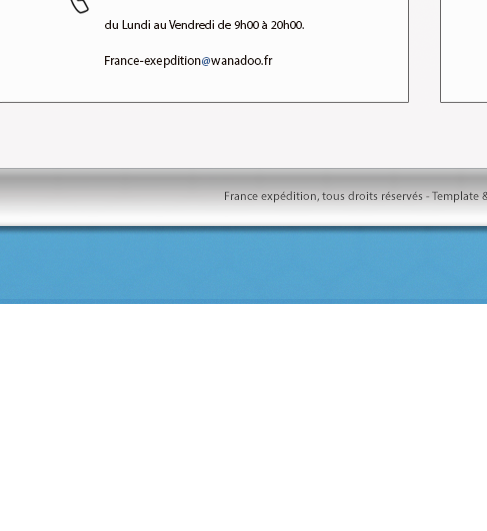 du Lundi au Vendredi de 9h00 à 20h00.
France-exepdition@wanadoo.fr
France expédition, tous droits réservés - Template &